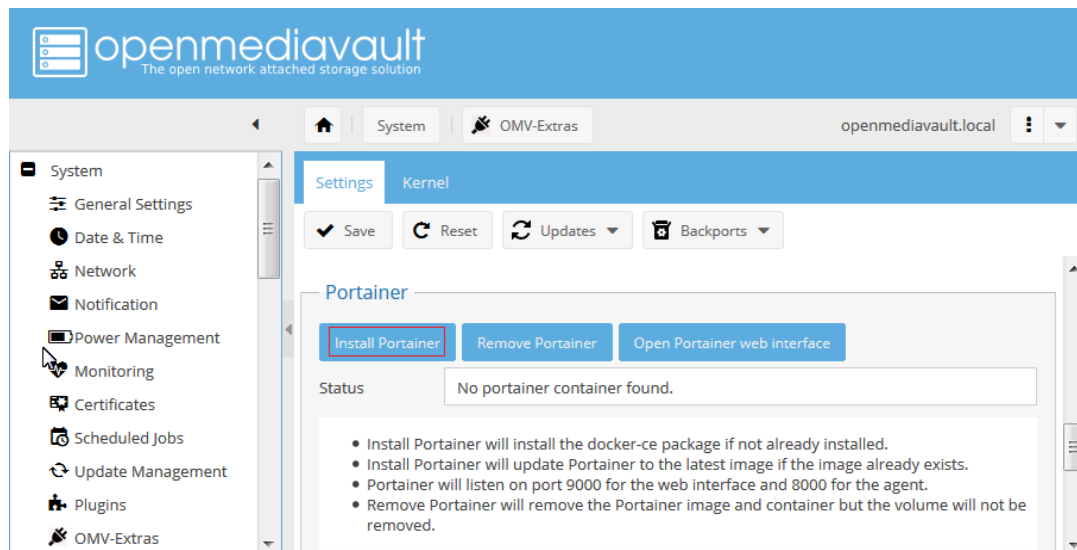 openmediavault
The open network attached storage solution
System
OMV-Extras
openmediavault.local
System
General Settings
Date & Time
Network
Notification
Power Management
Monitoring
Certificates
Scheduled Jobs
Update Management
Plugins
OMV-Extras
Settings
Kernel
Save
Reset
Updates
Backports
Portainer
Install Portainer
Remove Portainer
Open Portainer web interface
Status
No portainer container found.
• Install Portainer will install the docker-ce package if not already installed.
• Install Portainer will update Portainer to the latest image if the image already exists.
• Portainer will listen on port 9000 for the web interface and 8000 for the agent.
• Remove Portainer will remove the Portainer image and container but the volume will not be
removed.